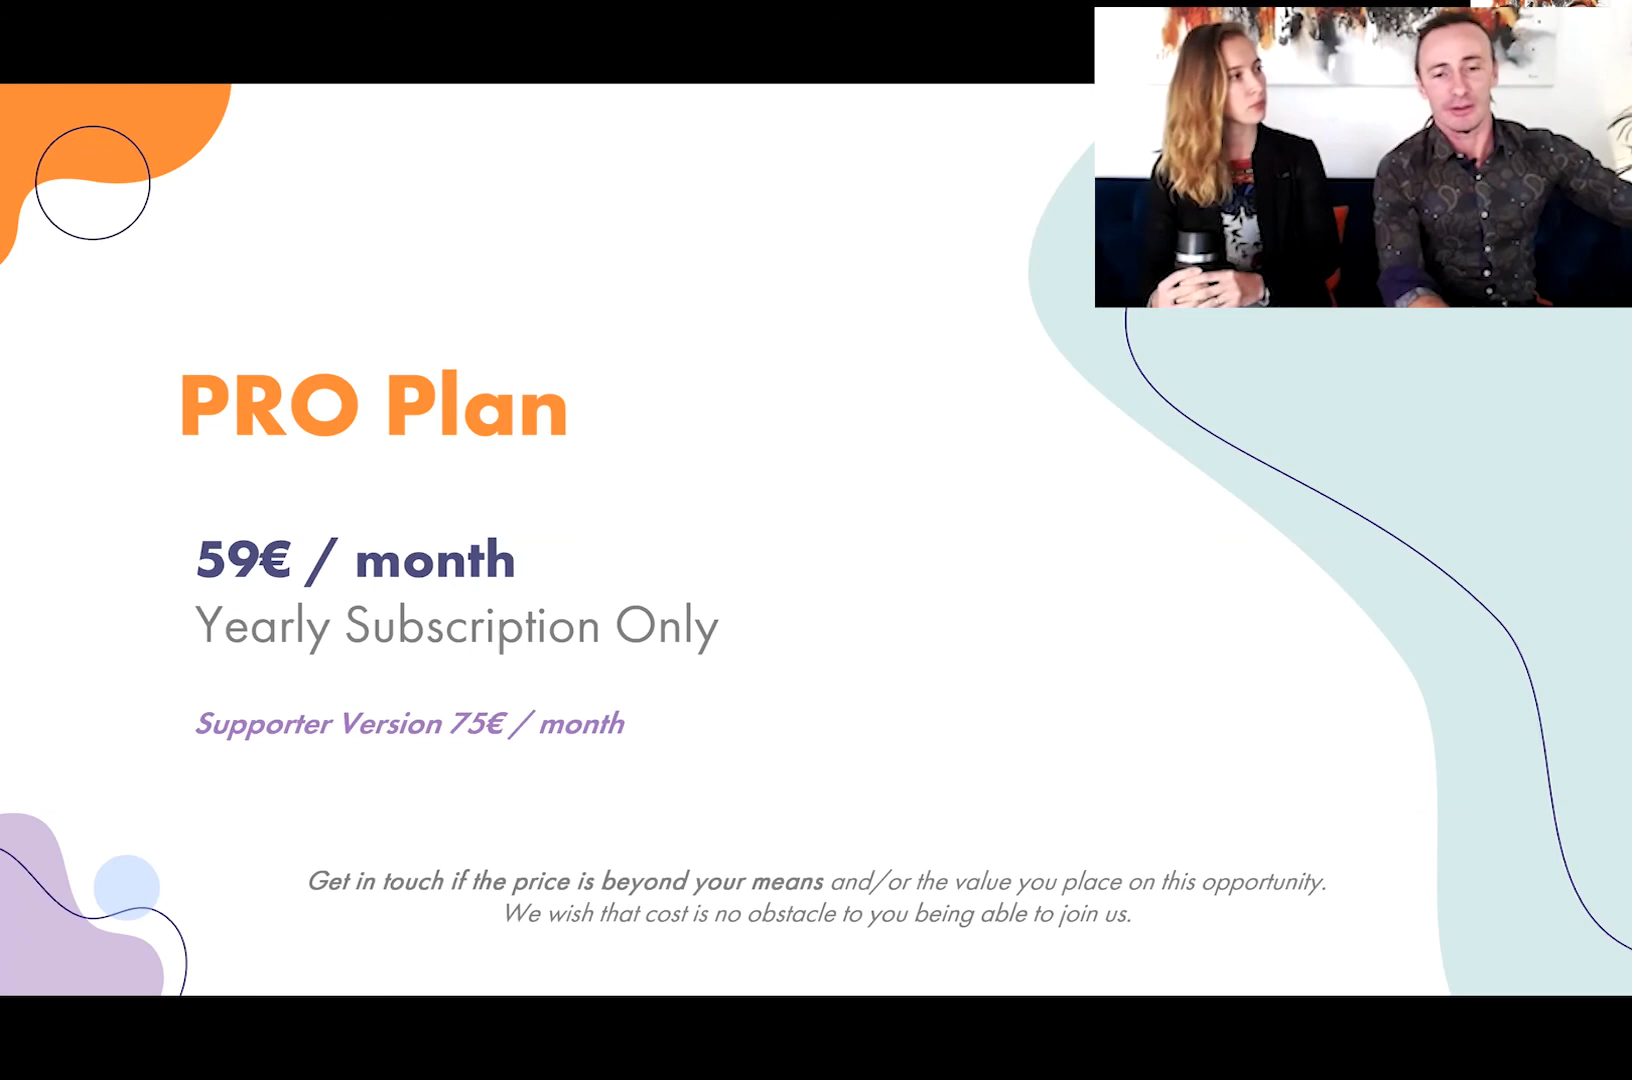 PRO Plan
59€ / month
Yearly Subscription Only
Supporter Version 75€ / month
Get in touch if the price is beyond your means and/or the value you place on this opportunity.
We wish that cost is no obstacle to you being able to join us.